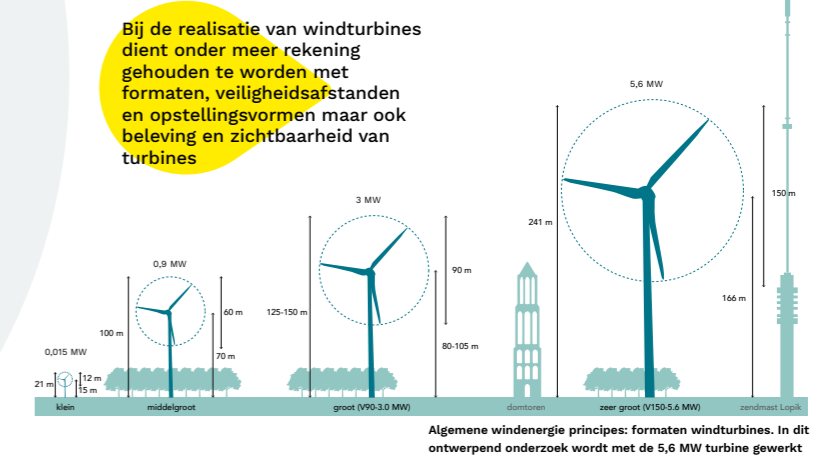 Bij de realisatie van windturbines
dient onder meer rekening
gehouden te worden met
formaten, veiligheidsafstanden
en opstellingsvormen maar ook
beleving en zichtbaarheid van
turbines
0,015 MW
21 m
12 m
15 m
klein
0,9 MW
100 m
60 m
70 m
middelgroot
3 MW
125-150 m
90 m
80-105 m
groot (V90-3.0 MW)
domtoren
5,6 MW
241 m
150 m
166 m
zeer groot (V150-5.6 MW)
zendmast Lopik
Algemene windenergie principes: formaten windturbines. In dit
ontwerpend onderzoek wordt met de 5,6 MW turbine gewerkt